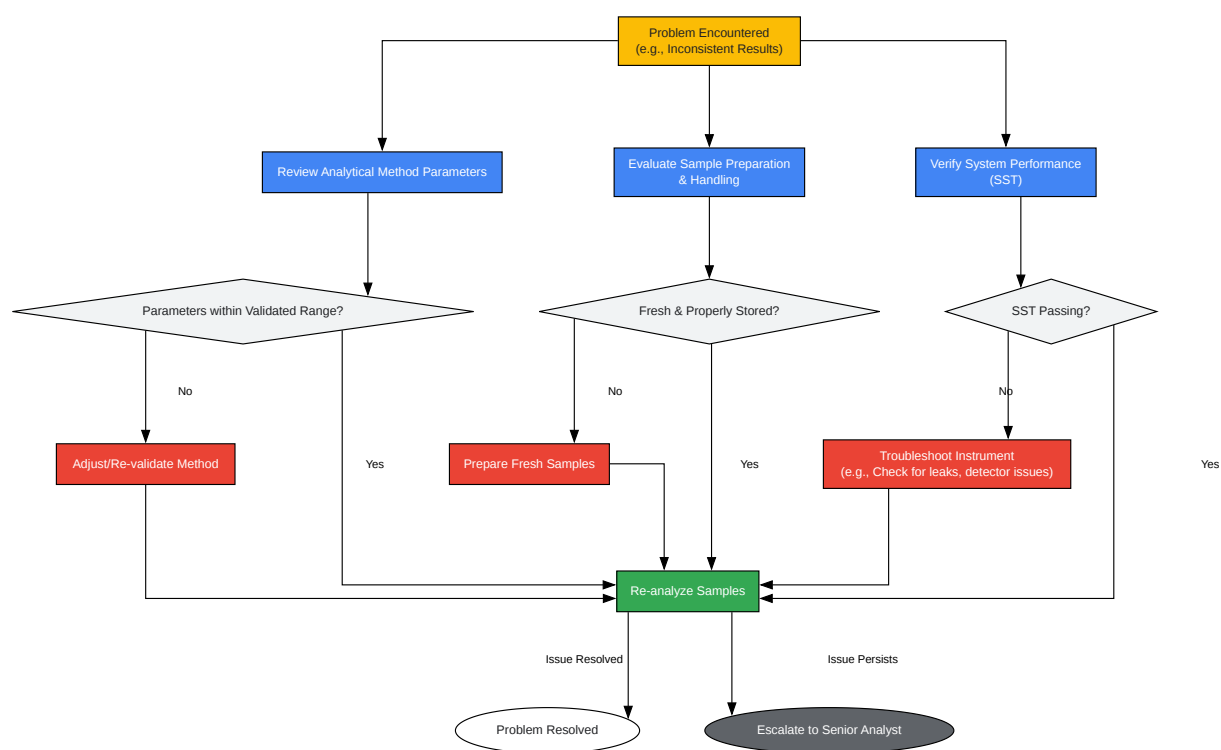 Problem Encountered
(e.g., Inconsistent Results)
Review Analytical Method Parameters
Evaluate Sample Preparation
& Handling
Verify System Performance
(SST)
Parameters within Validated Range?
Fresh & Properly Stored?
SST Passing?
No
No
No
Adjust/Re-validate Method
Yes
Prepare Fresh Samples
Yes
Troubleshoot Instrument
(e.g., Check for leaks, detector issues)
Yes
Re-analyze Samples
Issue Resolved
Issue Persists
Problem Resolved
Escalate to Senior Analyst